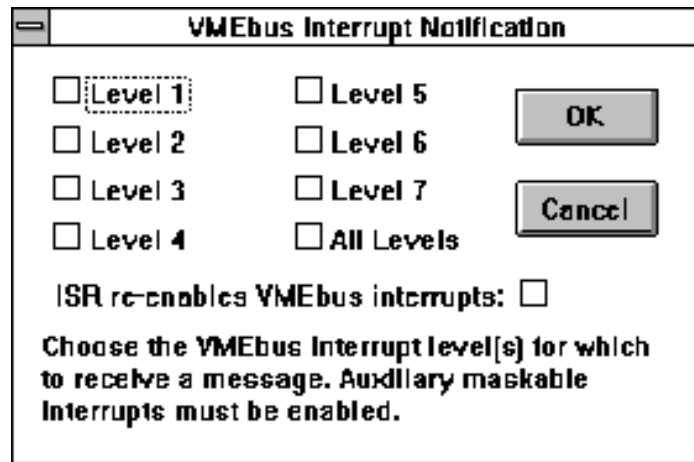 VMEbus Interrupt Notification
Level 1
Level 2
Level 3
Level 4
Level 5
Level 6
Level 7
All Levels
OK
Cancel
ISR re-enables VMEbus interrupts:
Choose the VMEbus Interrupt level(s) for which
to receive a message. Auxiliary maskable
Interrupts must be enabled.